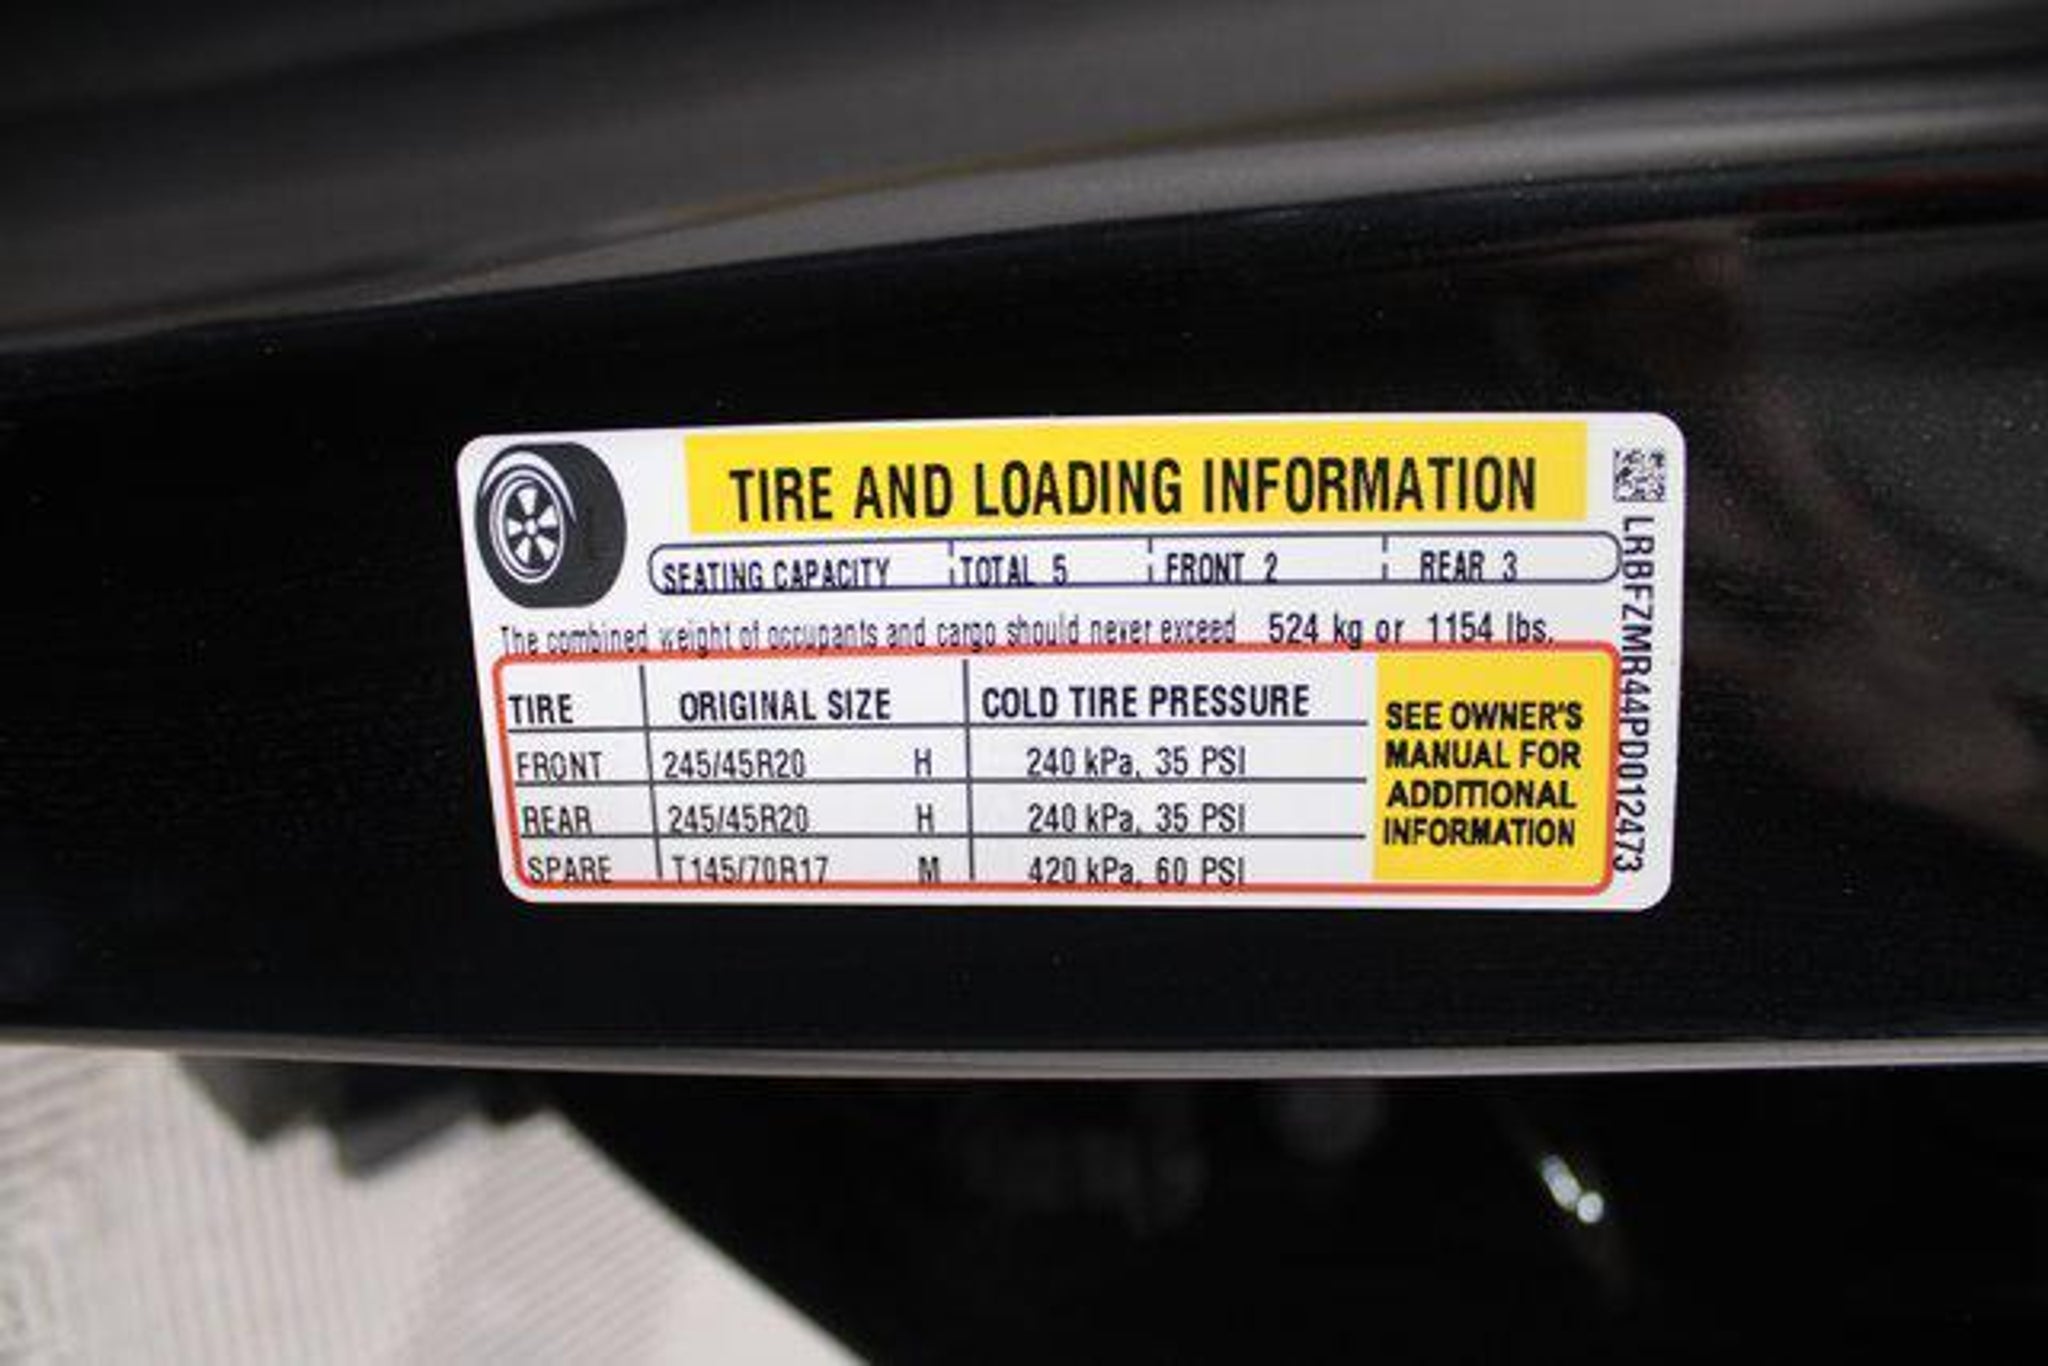 TIRE AND LOADING INFORMATION
SEATING CAPACITY TOTAL 5 FRONT 2 REAR 3
The combined weight of occupants and cargo should never exceed 524 kg or 1154 lbs.
TIRE ORIGINAL SIZE COLD TIRE PRESSURE
FRONT 245/45R20 H 240 kPa, 35 PSI
REAR 245/45R20 H 240 kPa, 35 PSI
SPARE T145/70R17 M 420 kPa, 60 PSI
SEE OWNER'S
MANUAL FOR
ADDITIONAL
INFORMATION
LRBFZMR44PD012473